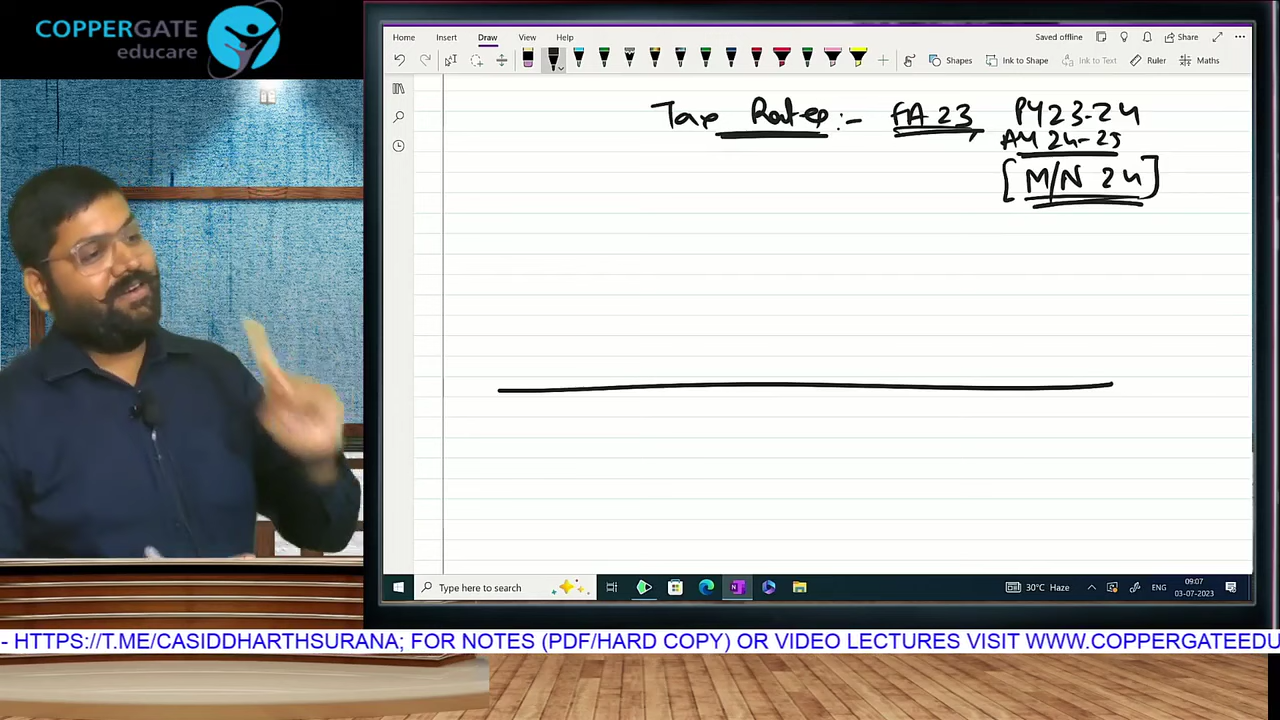 COPPERGATE
educare
Home Insert Draw View Help
Saved offline Share
Shapes Ink to Shape Ink to Text Ruler Maths
Tax Rates :- FA 23 PY 23-24
AY 24-25
[M/N 24]
Type here to search
30°C Haze ENG 09:07
03-07-2023
- HTTPS://T.ME/CASIDDHARTHSURANA; FOR NOTES (PDF/HARD COPY) OR VIDEO LECTURES VISIT WWW.COPPERGATEEDU